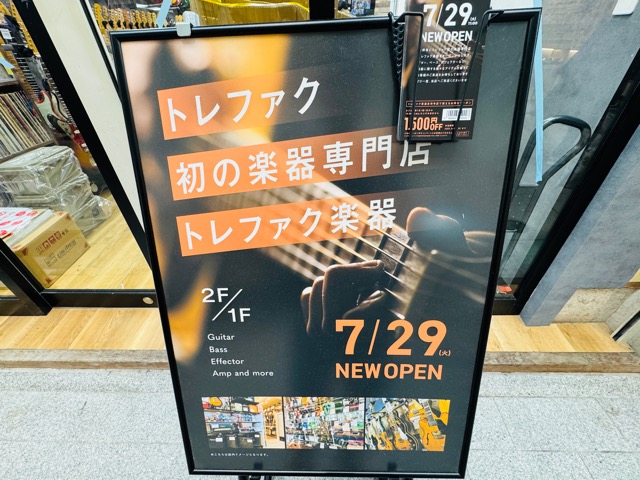 7/29(火)
NEW OPEN
1,500円OFF
トレファク
初の楽器専門店
トレファク楽器
2F/1F
Guitar
Bass
Effector
Amp and more
7/29(火)
NEW OPEN